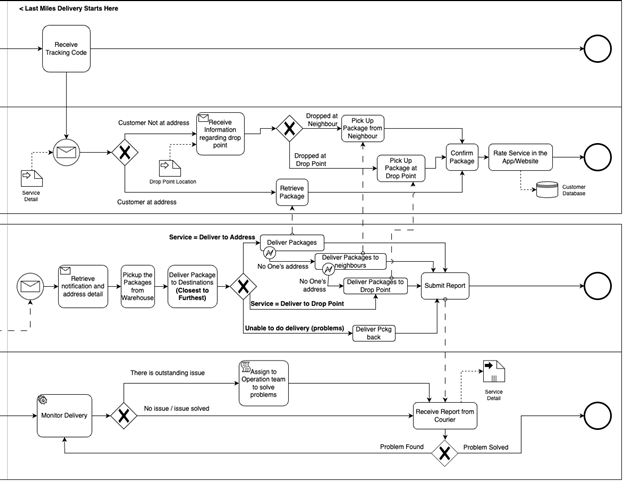 < Last Miles Delivery Starts Here
Receive
Tracking Code
Customer Not at address
Receive
Information
regarding drop
point
Dropped at
Neighbour
Pick Up
Package from
Neighbour
Drop Point Location
Dropped at
Drop Point
Pick Up
Package at
Drop Point
Confirm
Package
Rate Service in the
App/Website
Service
Detail
Customer at address
Retrieve
Package
Customer
Database
Service = Deliver to Address
Deliver Packages
No One's address
Deliver Packages to
neighbours
Retrieve
notification and
address detail
Pickup the
Packages
from
Warehouse
Deliver Package
to Destinations
(Closest to
Furthest)
No One's
address
Deliver Packages to
Drop Point
Submit Report
Service = Deliver to Drop Point
Unable to do delivery (problems)
Deliver Pckg
back
There is outstanding issue
Assign to
Operation team
to solve
problems
Service
Detail
Monitor Delivery
No issue / issue solved
Receive Report from
Courier
Problem Found
Problem Solved